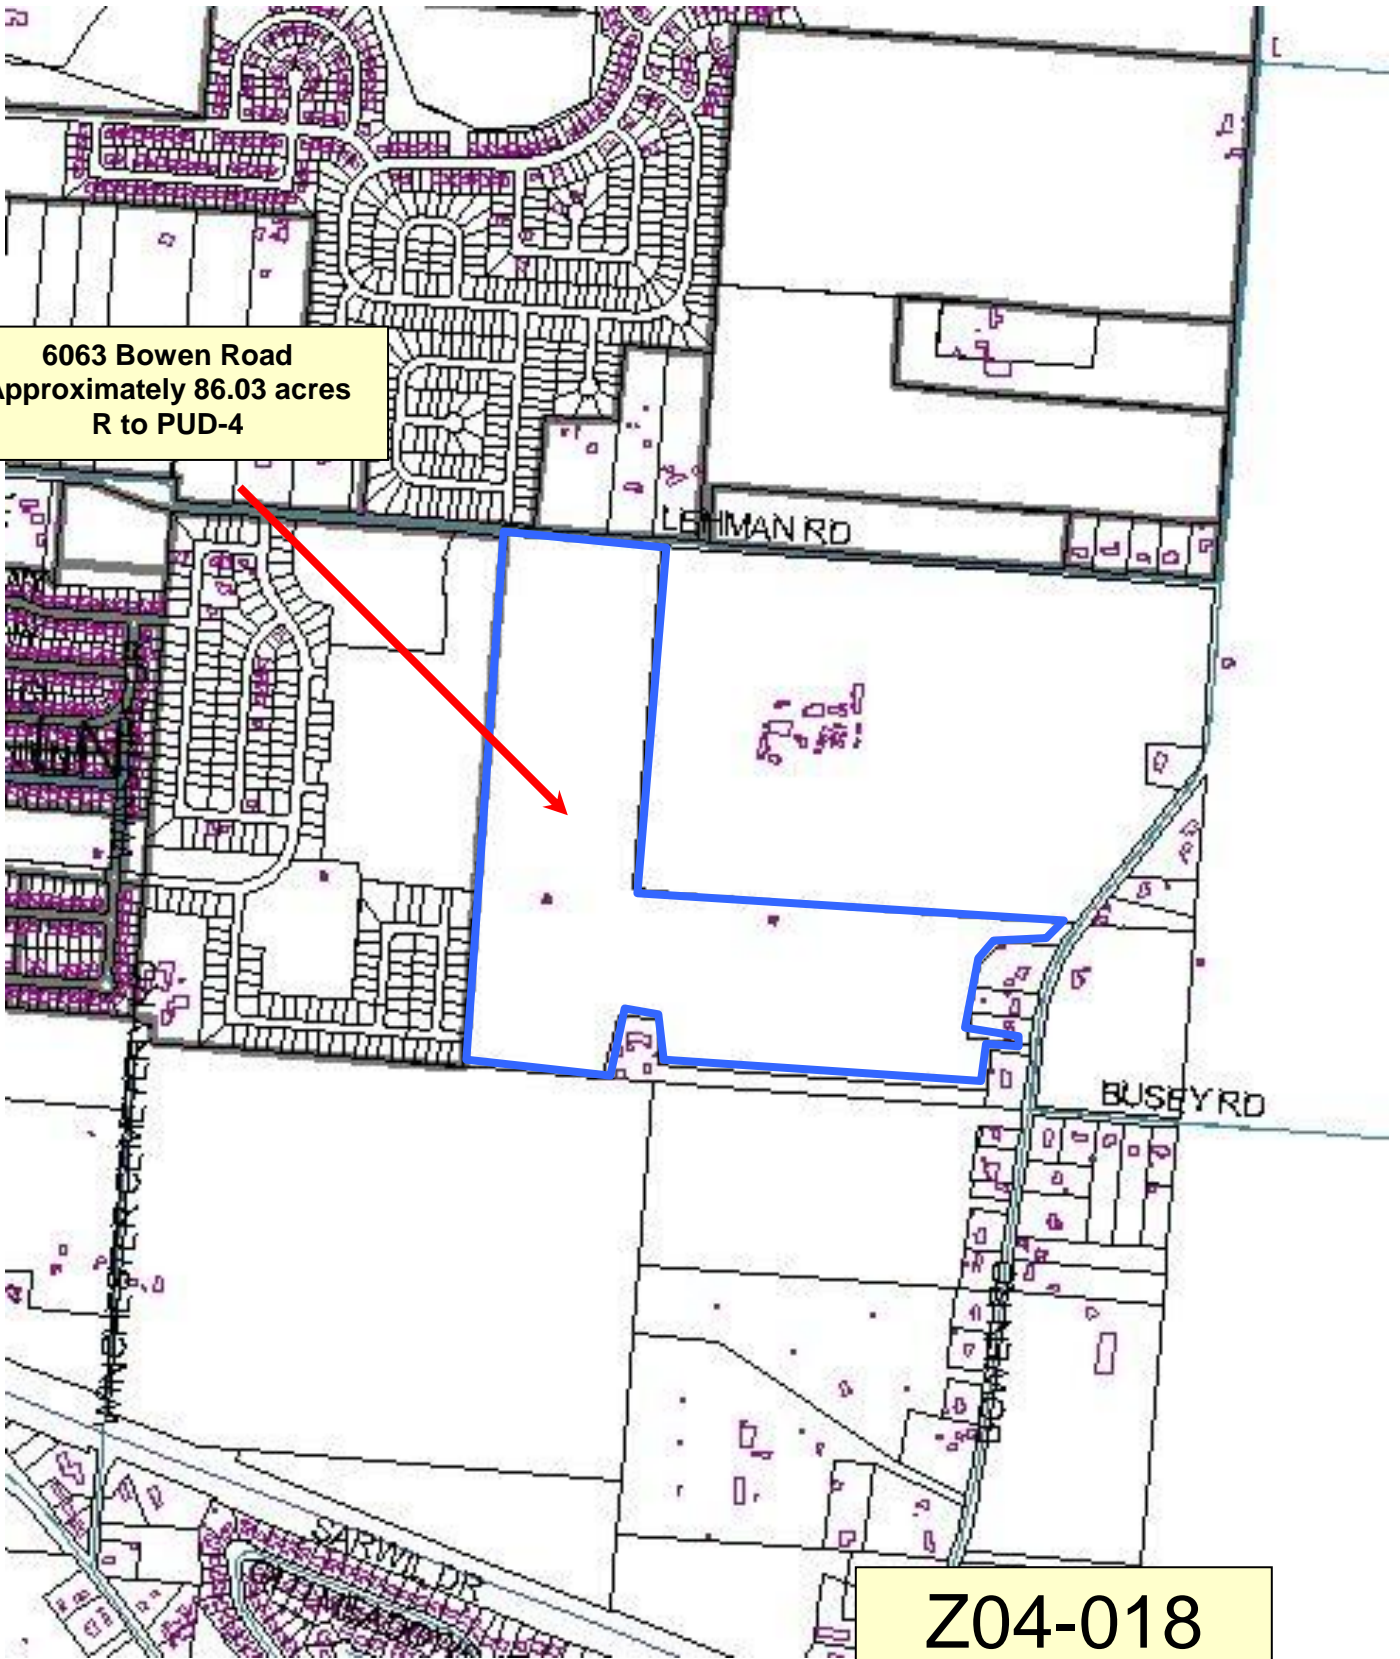 6063 Bowen Road
Approximately 86.03 acres
R to PUD-4
LEHMAN RD
BUSEY RD
SARWIL DR
Z04-018